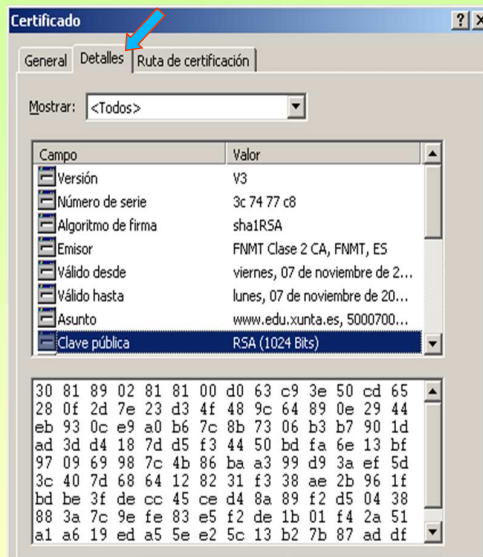 Certificado
General Detalles Ruta de certificación
Mostrar: <Todos>
Campo Valor
Versión V3
Número de serie 3c 74 77 c8
Algoritmo de firma sha1RSA
Emisor FNMT Clase 2 CA, FNMT, ES
Válido desde viernes, 07 de noviembre de 2...
Válido hasta lunes, 07 de noviembre de 20...
Asunto www.edu.xunta.es, 5000700...
Clave pública RSA (1024 Bits)
30 81 89 02 81 81 00 d0 63 c9 3e 50 cd 65
28 0f 2d 7e 23 d3 4f 48 9c 64 89 0e 29 44
eb 93 0c e9 a0 b6 7c 8b 73 06 b3 b7 90 1d
ad 3d d4 18 7d d5 f3 44 50 bd fa 6e 13 bf
97 09 69 98 7c 4b 86 ba a3 99 d9 3a ef 5d
3c 40 7d 68 64 12 82 31 f3 38 ae 2b 96 1f
bd be 3f de cc 45 ce d4 8a 89 f2 d5 04 38
88 3a 7c 9e fe 83 e5 f2 de 1b 01 f4 2a 51
a1 a6 19 ed a5 5e e2 5c 13 b2 7b 87 ad df